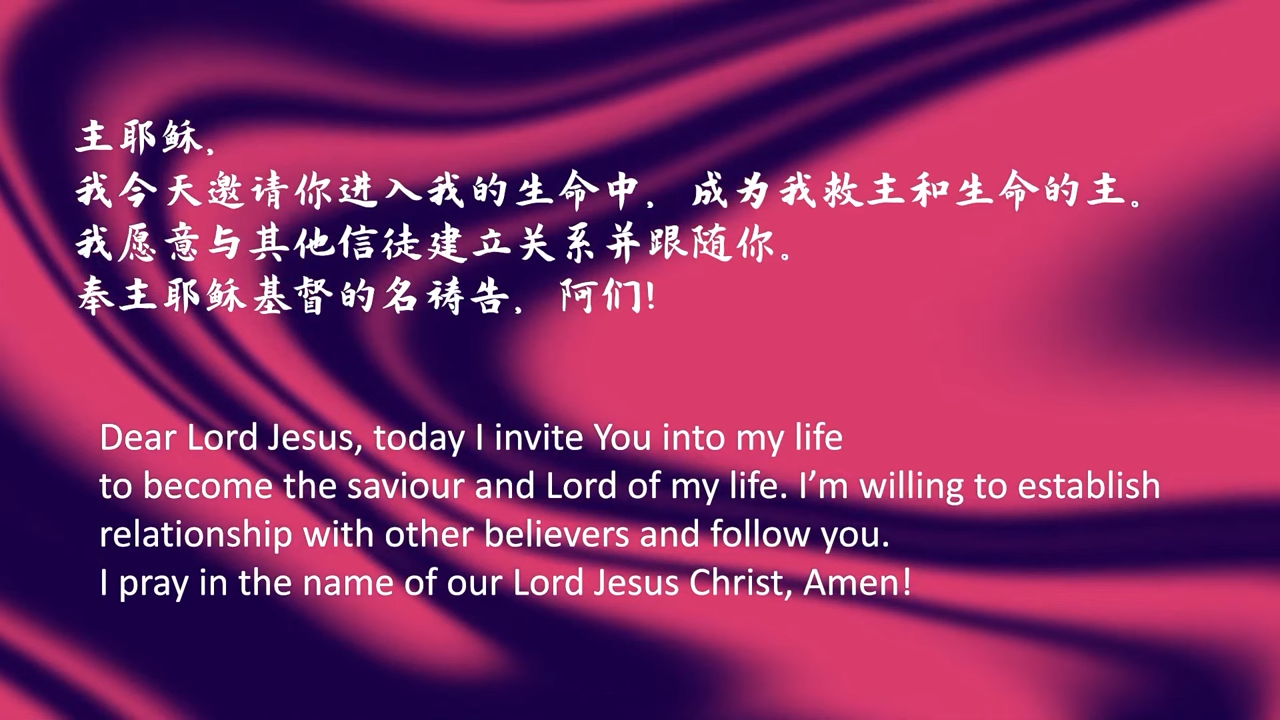 主耶稣,
我今天邀请你进入我的生命中, 成为我救主和生命的主。
我愿意与其他信徒建立关系并跟随你。
奉主耶稣基督的名祷告, 阿们!
Dear Lord Jesus, today I invite You into my life
to become the saviour and Lord of my life. I’m willing to establish
relationship with other believers and follow you.
I pray in the name of our Lord Jesus Christ, Amen!